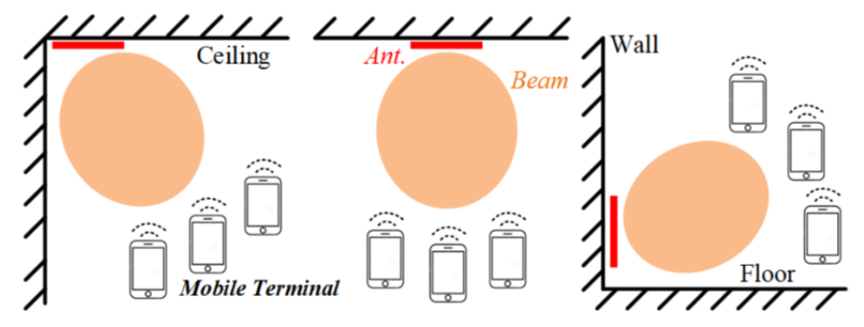 Ceiling
Mobile Terminal
Ant.
Beam
Wall
Floor